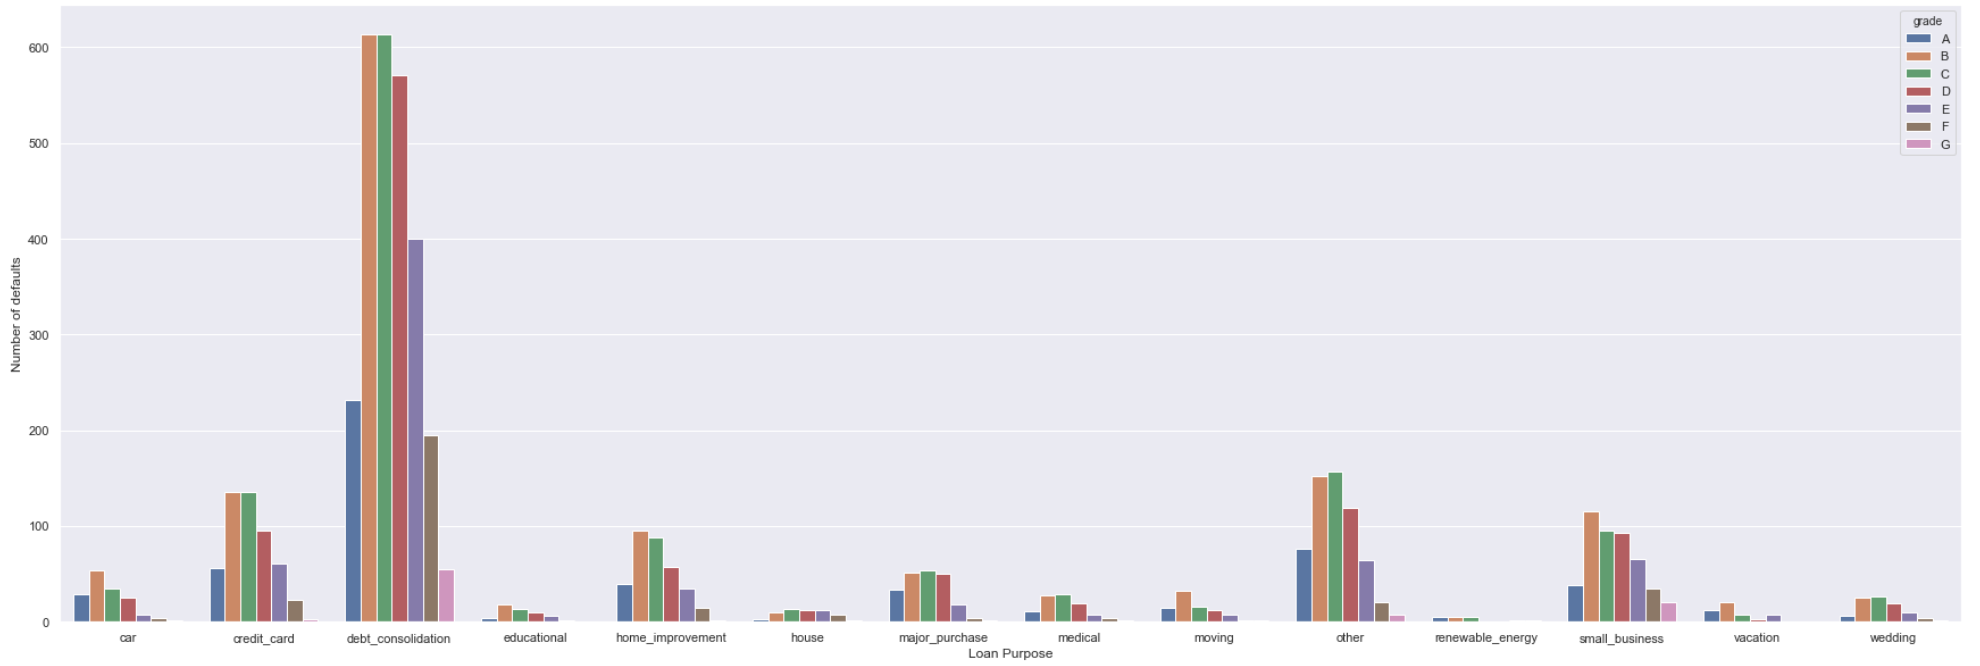 grade
A
B
C
D
E
F
G
Number of defaults
600
500
400
300
200
100
0
car credit_card debt_consolidation educational home_improvement house major_purchase medical moving other renewable_energy small_business vacation wedding
Loan Purpose